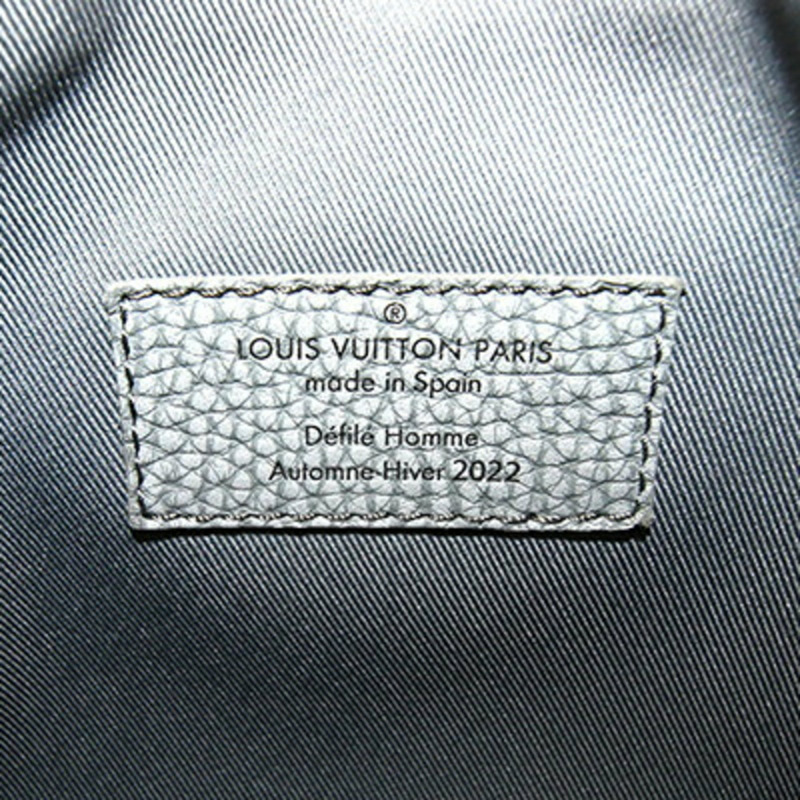 ®
LOUIS VUITTON PARIS
made in Spain
Défilé Homme
Automne-Hiver 2022